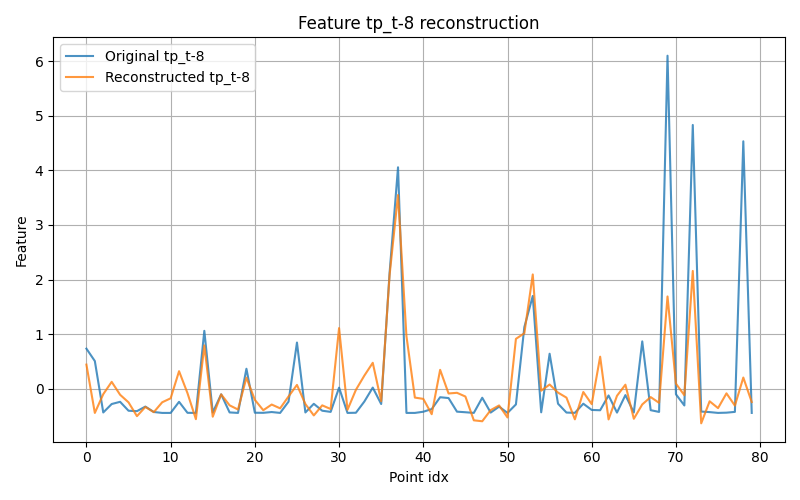 Feature tp_t-8 reconstruction
Original tp_t-8
Reconstructed tp_t-8
Feature
6
5
4
3
2
1
0
0 10 20 30 40 50 60 70 80
Point idx